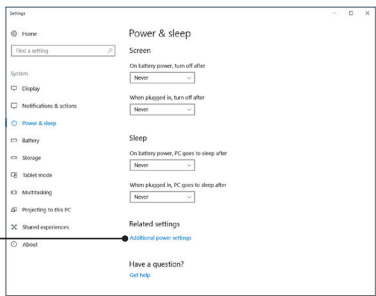 Settings
Home
Find a setting
System
Display
Notifications & actions
Power & sleep
Battery
Storage
Tablet mode
Multitasking
Projecting to this PC
Shared experiences
About
Power & sleep
Screen
On battery power, turn off after
Never
When plugged in, turn off after
Never
Sleep
On battery power, PC goes to sleep after
Never
When plugged in, PC goes to sleep after
Never
Related settings
Additional power settings
Have a question?
Get help